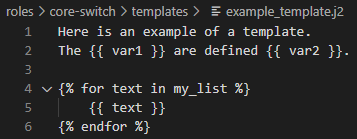 roles > core-switch > templates > example_template.j2
1 Here is an example of a template.
2 The {{ var1 }} are defined {{ var2 }}.
3
4 {% for text in my_list %}
5     {{ text }}
6 {% endfor %}